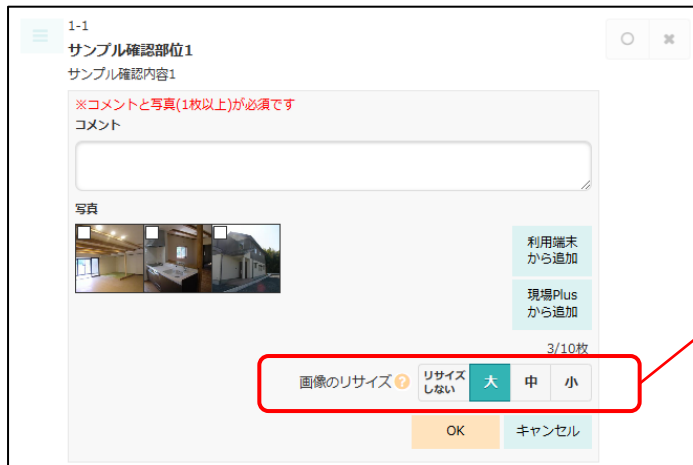 1-1
サンプル確認部位1
サンプル確認内容1
※コメントと写真(1枚以上)が必須です
コメント
写真
利用端末
から追加
現場Plus
から追加
3/10枚
画像のリサイズ ? リサイズ
しない 大 中 小
OK キャンセル